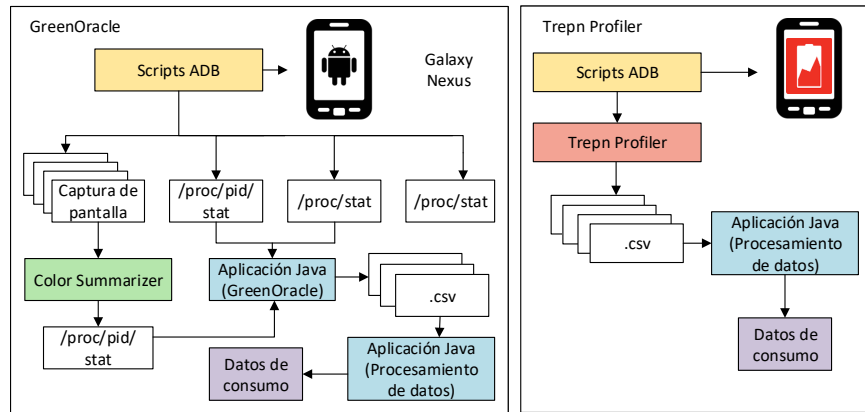 GreenOracle
Scripts ADB
Galaxy
Nexus
Captura de
pantalla
/proc/pid/
stat
/proc/stat
/proc/stat
Color Summarizer
Aplicación Java
(GreenOracle)
.csv
/proc/pid/
stat
Datos de
consumo
Aplicación Java
(Procesamiento
de datos)
Trepn Profiler
Scripts ADB
Trepn Profiler
.csv
Aplicación Java
(Procesamiento
de datos)
Datos de
consumo